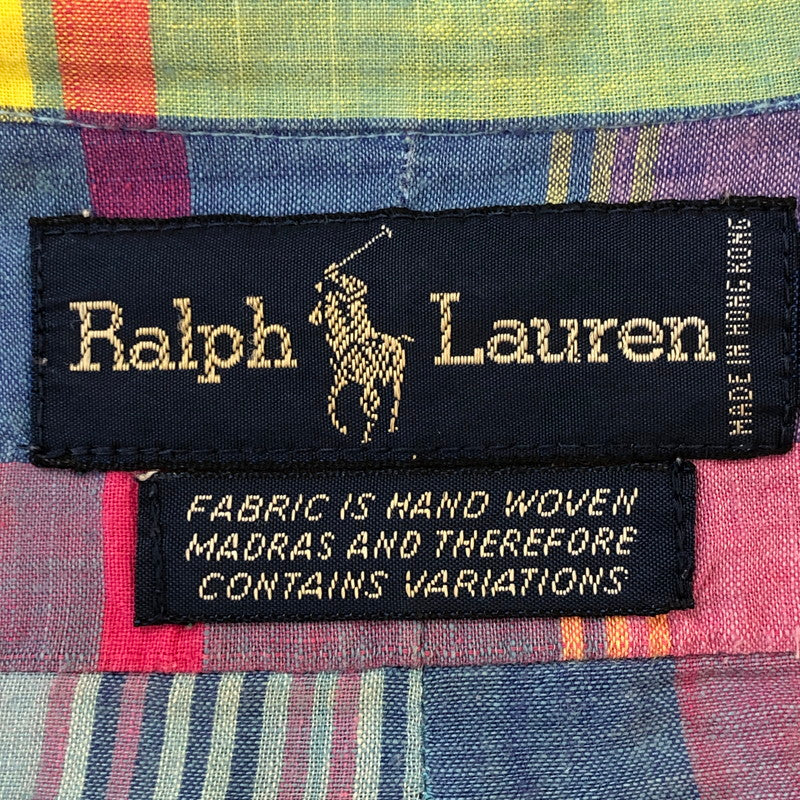 Ralph Lauren
MADE IN HONG KONG
FABRIC IS HAND WOVEN
MADRAS AND THEREFORE
CONTAINS VARIATIONS